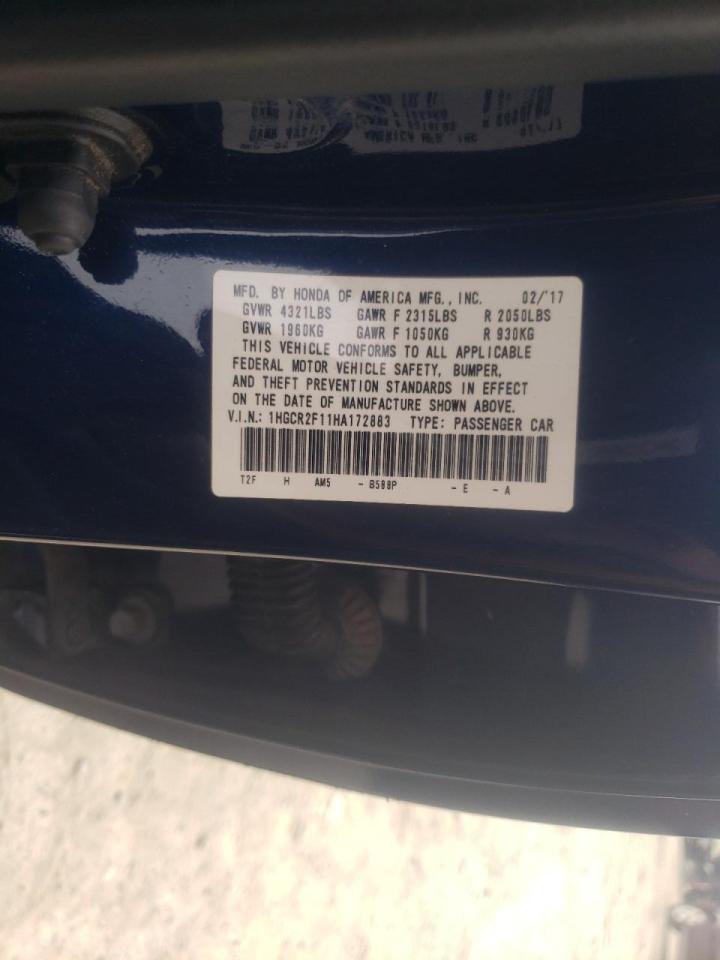 MFD. BY HONDA OF AMERICA MFG., INC. 02/'17
GVWR 4321LBS GAWR F 2315LBS R 2050LBS
GVWR 1960KG GAWR F 1050KG R 930KG
THIS VEHICLE CONFORMS TO ALL APPLICABLE
FEDERAL MOTOR VEHICLE SAFETY, BUMPER,
AND THEFT PREVENTION STANDARDS IN EFFECT
ON THE DATE OF MANUFACTURE SHOWN ABOVE.
V.I.N.: 1HGCR2F11HA172883 TYPE: PASSENGER CAR
T2F H AM5 - B588P - E - A